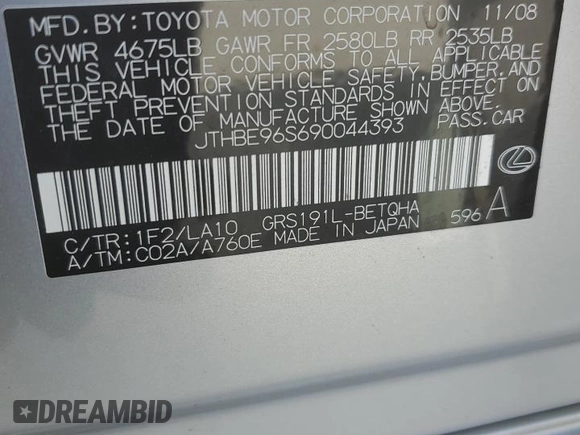 MFD. BY: TOYOTA MOTOR CORPORATION 11/08
GVWR 4675LB GAWR FR 2580LB RR 2535LB
THIS VEHICLE CONFORMS TO ALL APPLICABLE
FEDERAL MOTOR VEHICLE SAFETY, BUMPER, AND
THEFT PREVENTION STANDARDS IN EFFECT ON
THE DATE OF MANUFACTURE SHOWN ABOVE.
JTHBE96S690044393 PASS. CAR
C/TR: 1F2/LA10 GRS191L-BETQHA 596 A
A/TM: C02A/A760E MADE IN JAPAN
DREAMBID